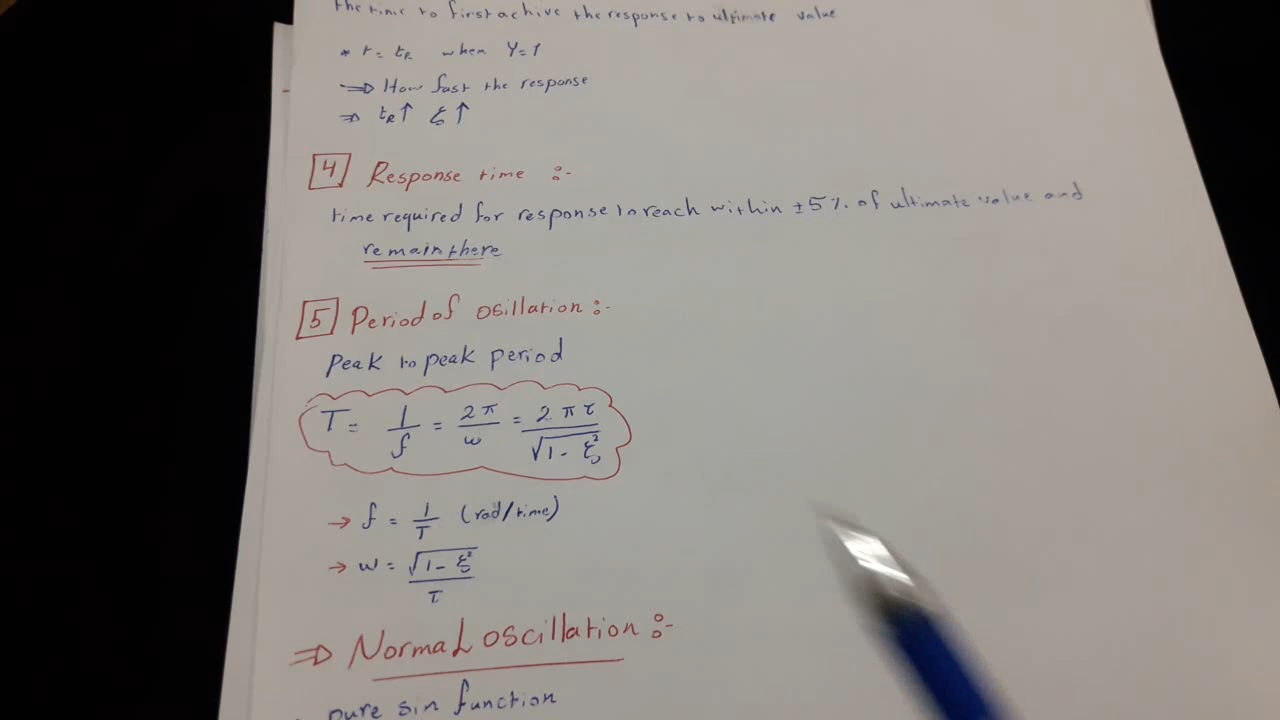 The time to first achive the response to ultimate value
* t = tR when Y=1
⇒ How fast the response
⇒ tR↑ ξ↑
4 Response time :-
time required for response to reach within ±5% of ultimate value and
remain there
5 Period of osillation :-
Peak to peak period
T = 1/f = 2π/w = 2πτ/√(1-ξ²)
→ f = 1/T (rad/time)
→ w = √(1-ξ²)/τ
⇒ Normal oscillation :-
pure sin function